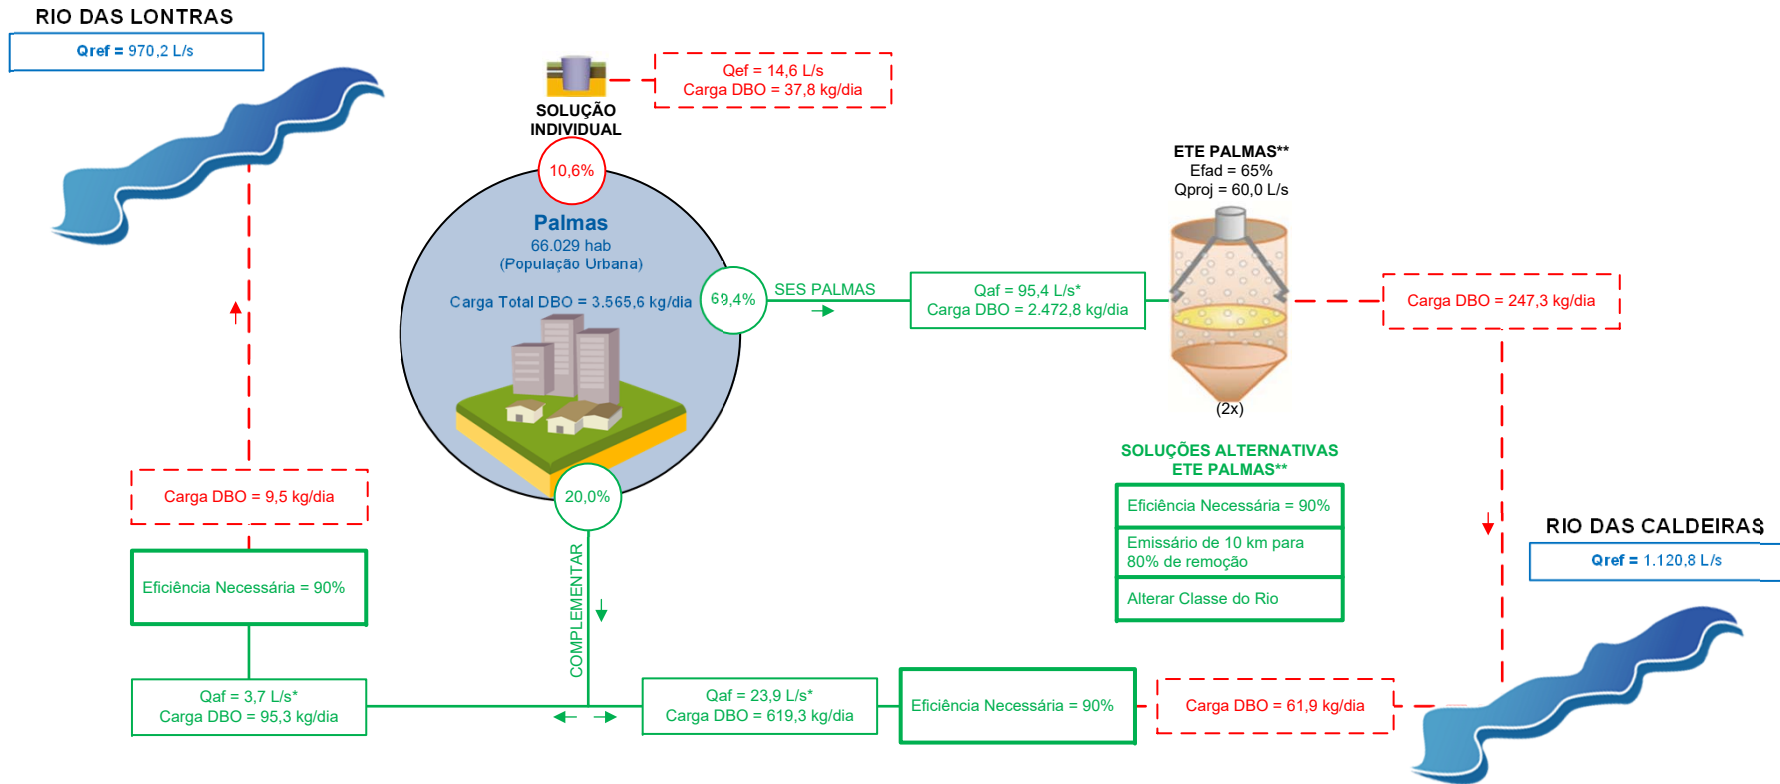 RIO DAS LONTRAS
Qref = 970,2 L/s
SOLUÇÃO
INDIVIDUAL
Qef = 14,6 L/s
Carga DBO = 37,8 kg/dia
10,6%
Palmas
66.029 hab
(População Urbana)
Carga Total DBO = 3.565,6 kg/dia
69,4%
SES PALMAS
Qaf = 95,4 L/s*
Carga DBO = 2.472,8 kg/dia
ETE PALMAS**
Efad = 65%
Qproj = 60,0 L/s
(2x)
Carga DBO = 247,3 kg/dia
SOLUÇÕES ALTERNATIVAS
ETE PALMAS**
Eficiência Necessária = 90%
Emissário de 10 km para
80% de remoção
Alterar Classe do Rio
RIO DAS CALDEIRAS
Qref = 1.120,8 L/s
20,0%
COMPLEMENTAR
Carga DBO = 9,5 kg/dia
Eficiência Necessária = 90%
Qaf = 3,7 L/s*
Carga DBO = 95,3 kg/dia
Qaf = 23,9 L/s*
Carga DBO = 619,3 kg/dia
Eficiência Necessária = 90%
Carga DBO = 61,9 kg/dia